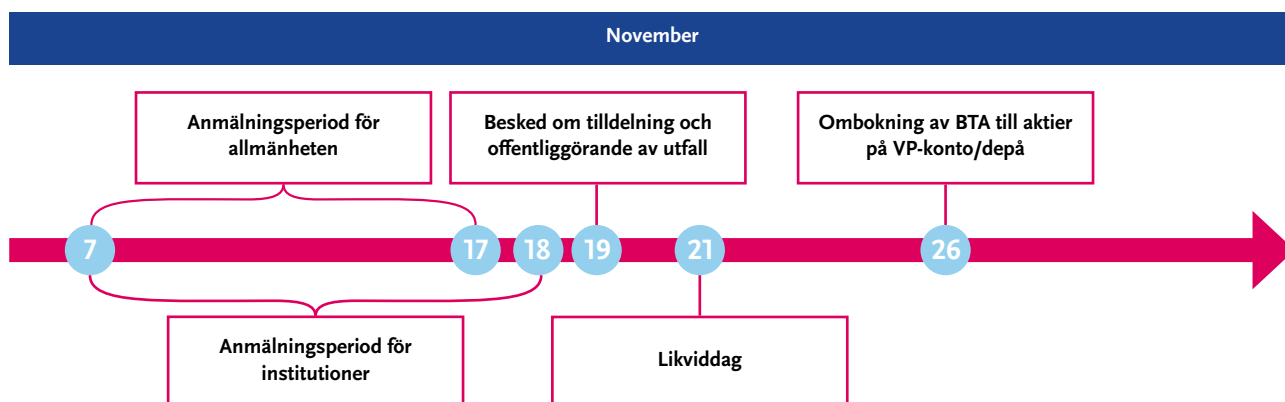 November
Anmälningsperiod för
allmänheten
Besked om tilldelning och
offentliggörande av utfall
Ombokning av BTA till aktier
på VP-konto/depå
7
17
18
19
21
26
Anmälningsperiod för
institutioner
Likviddag